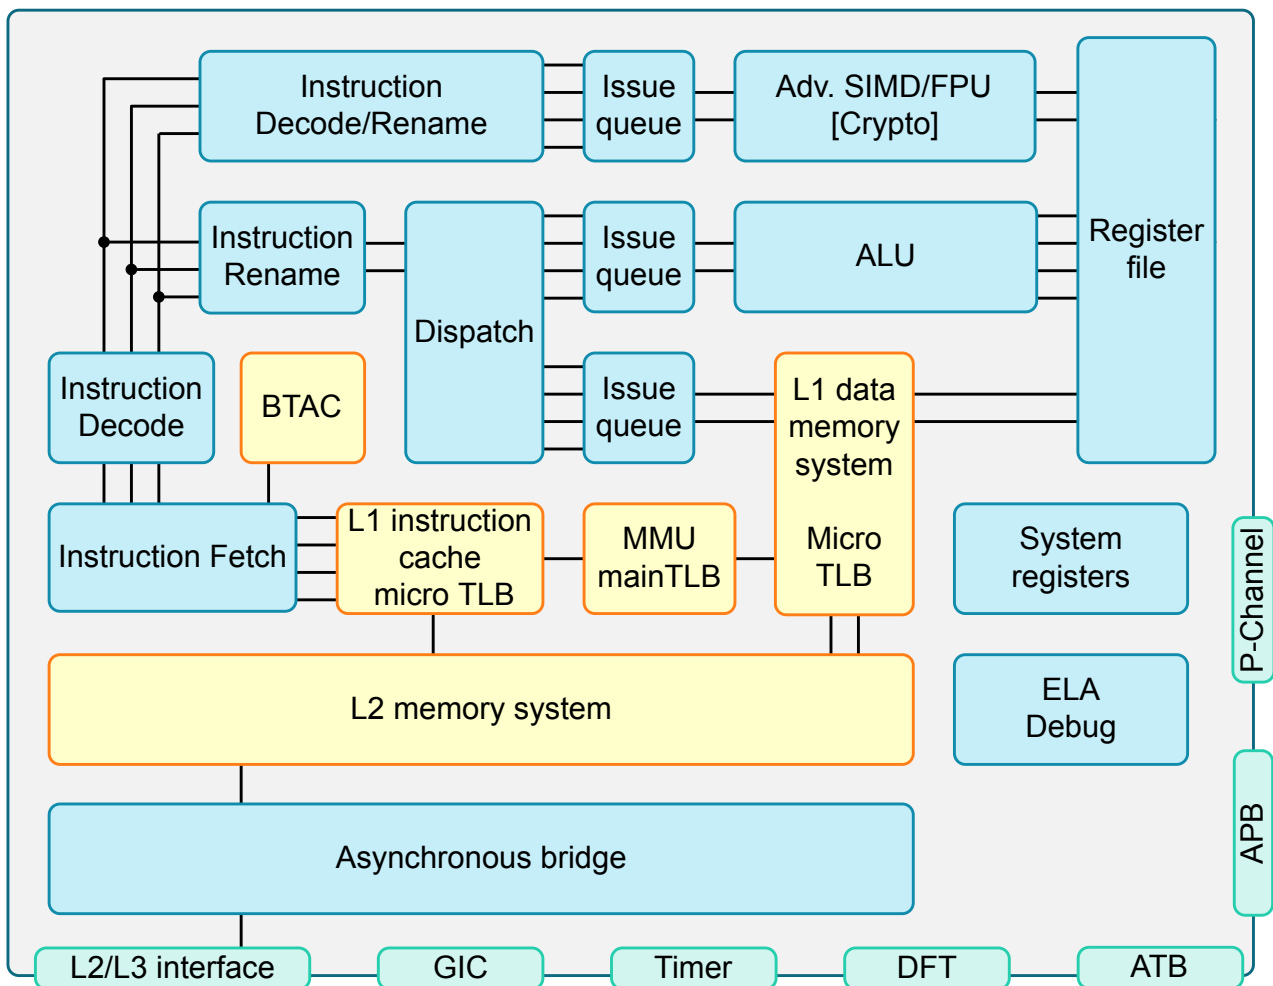 Instruction
Decode/Rename
Issue
queue
Adv. SIMD/FPU
[Crypto]
Register
file
Instruction
Rename
Dispatch
Issue
queue
ALU
Instruction
Decode
BTAC
Issue
queue
L1 data
memory
system
Micro
TLB
Instruction Fetch
L1 instruction
cache
micro TLB
MMU
mainTLB
System
registers
P-Channel
L2 memory system
ELA
Debug
APB
Asynchronous bridge
L2/L3 interface
GIC
Timer
DFT
ATB